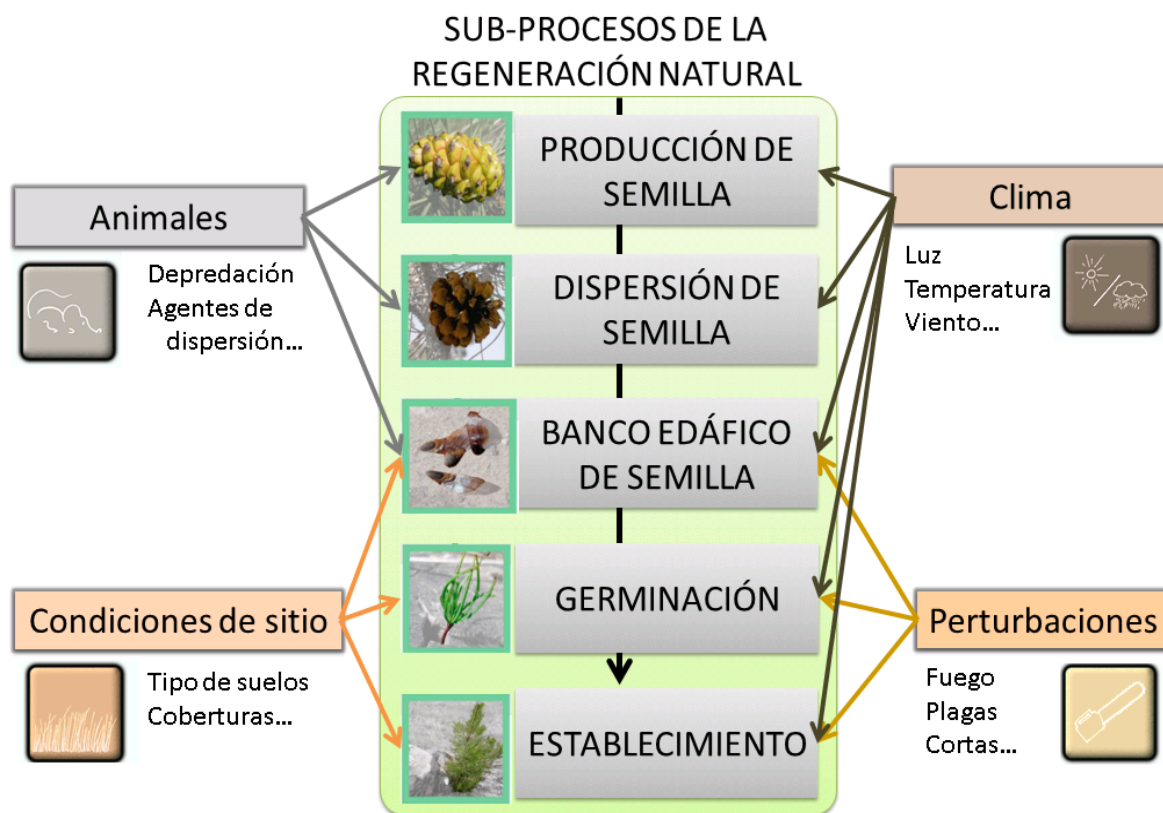 SUB-PROCESOS DE LA
REGENERACIÓN NATURAL
PRODUCCIÓN DE
SEMILLA
DISPERSIÓN DE
SEMILLA
BANCO EDÁFICO
DE SEMILLA
GERMINACIÓN
ESTABLECIMIENTO
Animales
Depredación
Agentes de
dispersión...
Condiciones de sitio
Tipo de suelos
Coberturas...
Clima
Luz
Temperatura
Viento...
Perturbaciones
Fuego
Plagas
Cortas...